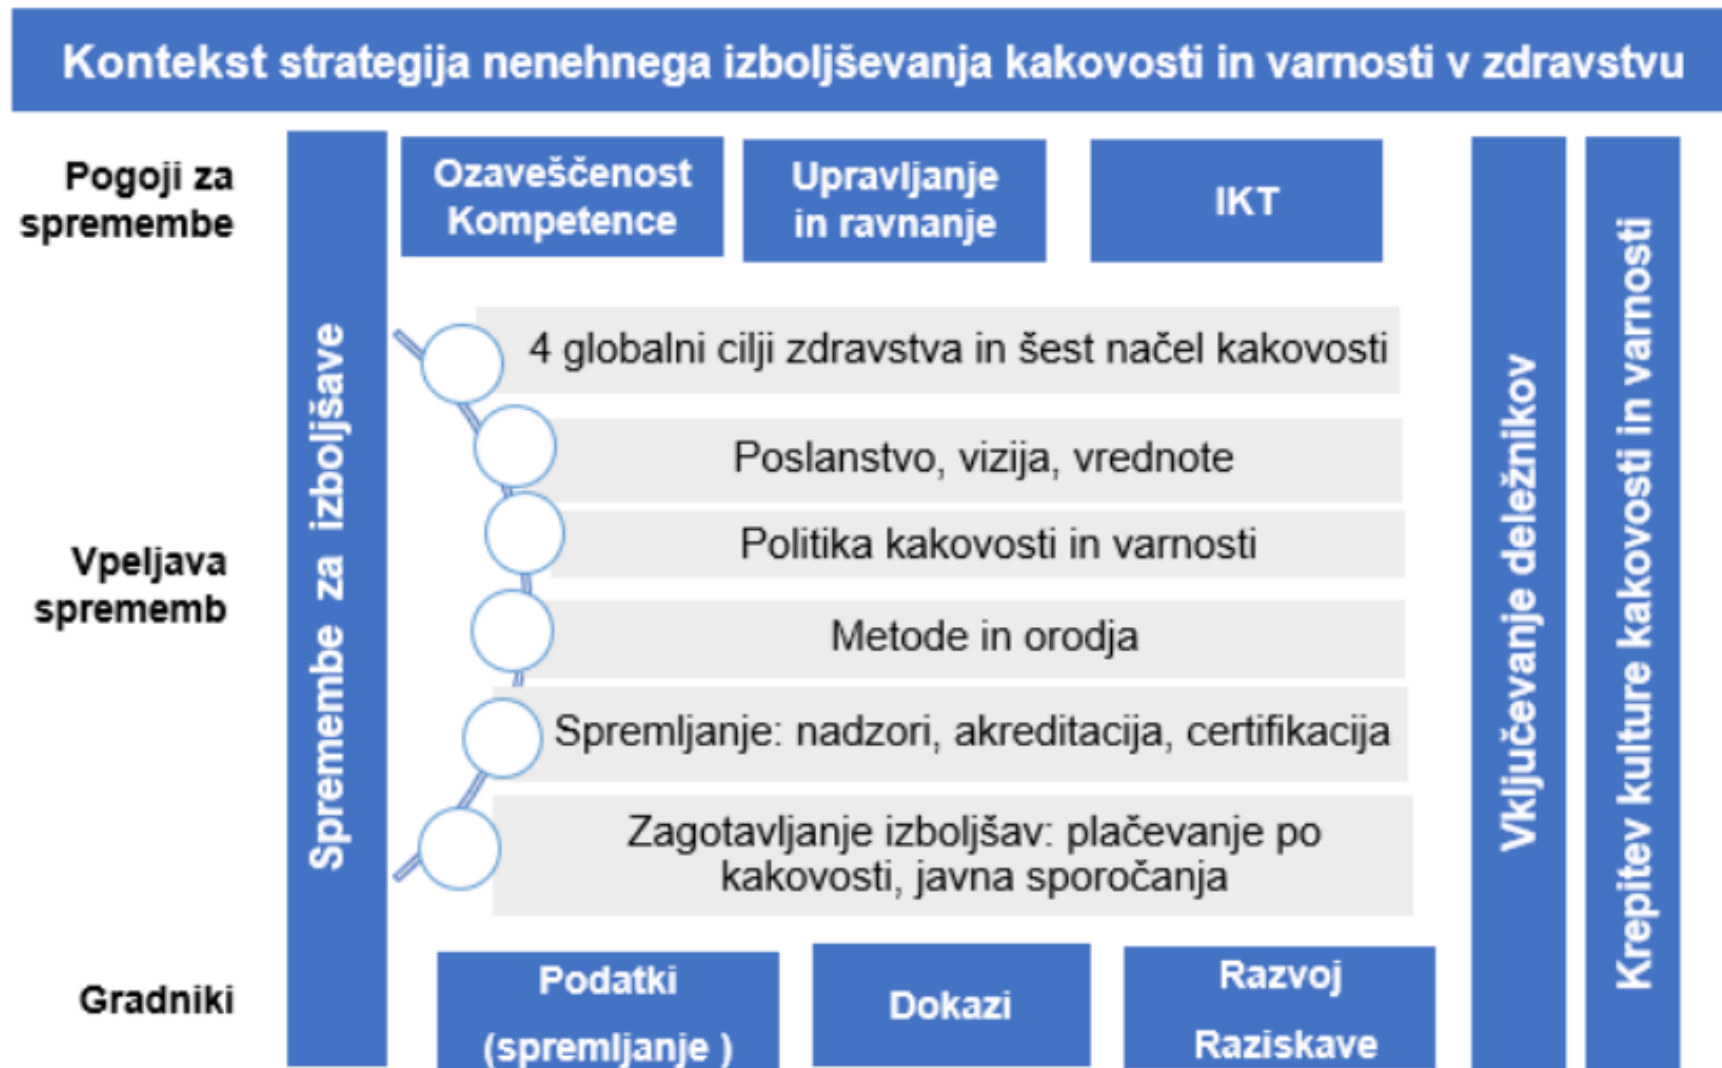 Kontekst strategija nenehnega izboljševanja kakovosti in varnosti v zdravstvu
Pogoji za
spremembe
Ozaveščenost
Kompetence
Upravljanje
in ravnanje
IKT
Spremembe za izboljšave
4 globalni cilji zdravstva in šest načel kakovosti
Poslanstvo, vizija, vrednote
Politika kakovosti in varnosti
Vpeljava
sprememb
Metode in orodja
Spremljanje: nadzori, akreditacija, certifikacija
Zagotavljanje izboljšav: plačevanje po
kakovosti, javna sporočanja
Vključevanje deležnikov
Krepitev kulture kakovosti in varnosti
Gradniki
Podatki
(spremljanje )
Dokazi
Razvoj
Raziskave